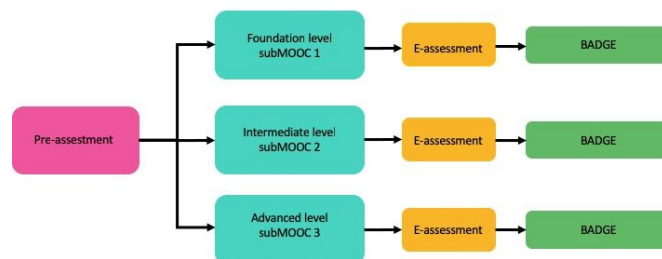 Foundation level
subMOOC 1
E-assessment
BADGE
Pre-assestment
Intermediate level
subMOOC 2
E-assessment
BADGE
Advanced level
subMOOC 3
E-assessment
BADGE